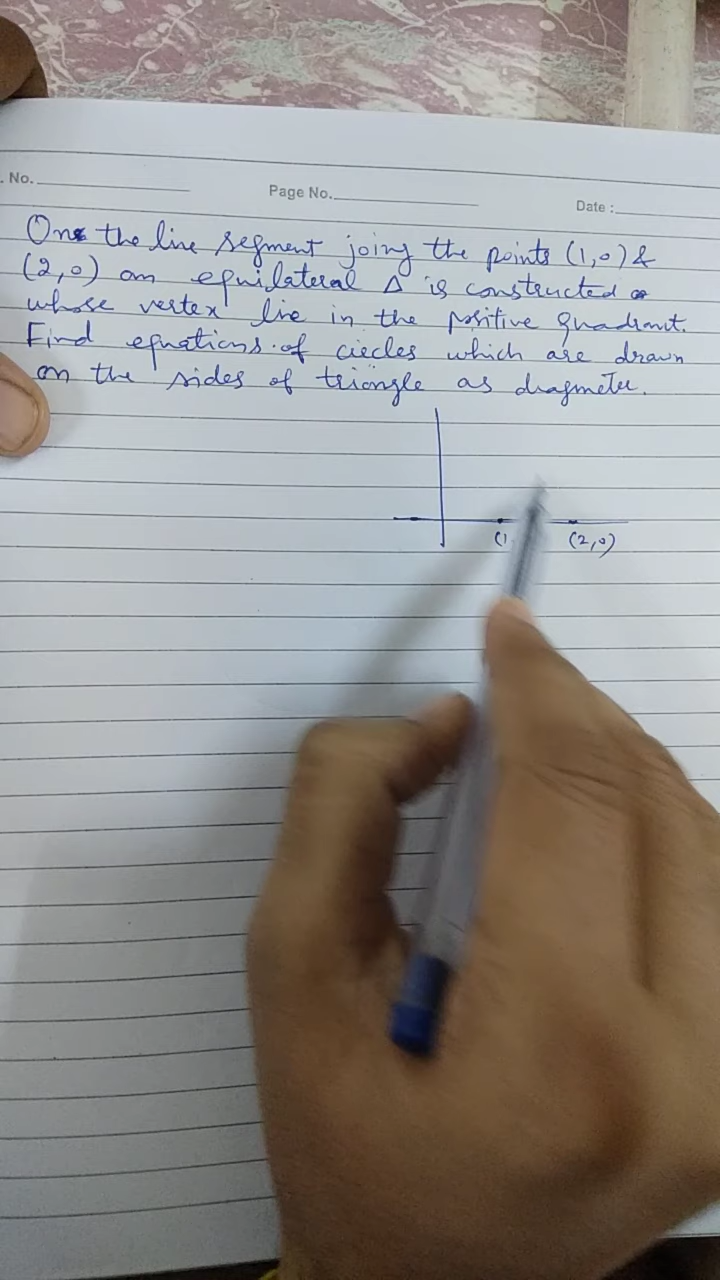 . No.
Page No.
Date :
One the line segment joing the points (1,0) &
(2,0) an equilateral Δ is constructed
whose vertex lie in the positive quadrant.
Find equations of circles which are drawn
on the sides of triangle as diagmeter.
(1
(2,0)